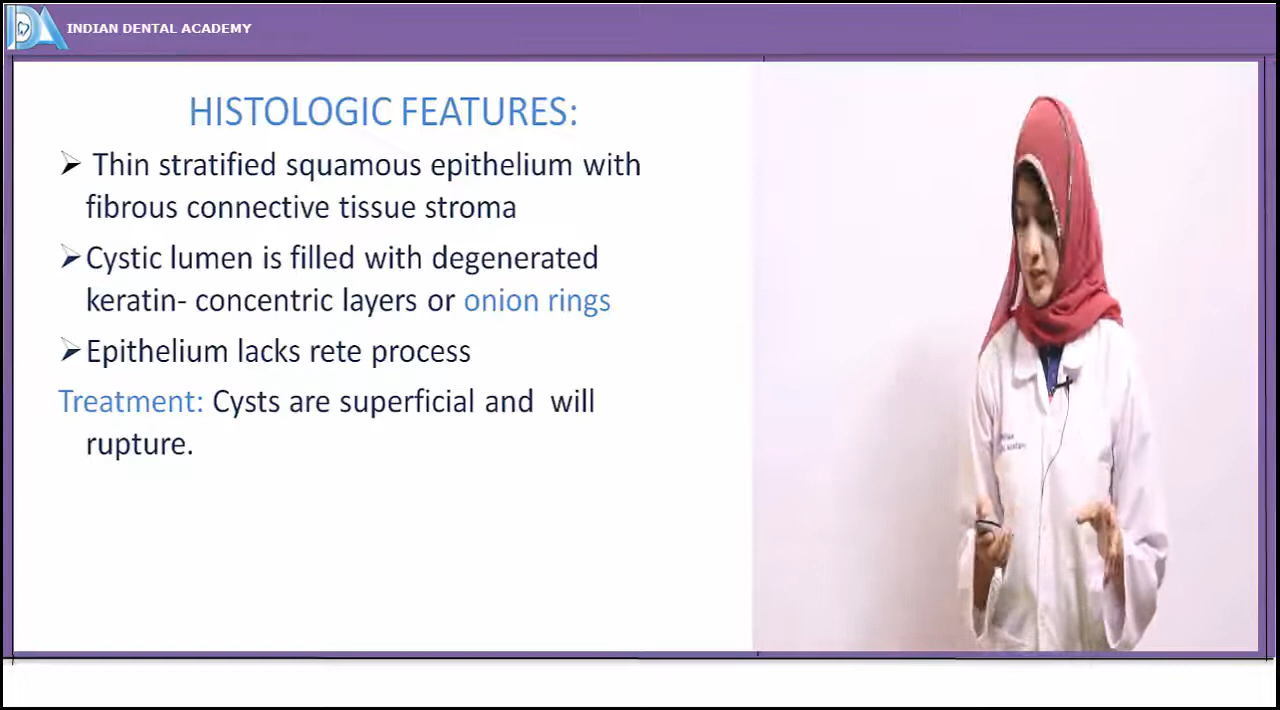 INDIAN DENTAL ACADEMY
HISTOLOGIC FEATURES:
Thin stratified squamous epithelium with
fibrous connective tissue stroma
Cystic lumen is filled with degenerated
keratin- concentric layers or onion rings
Epithelium lacks rete process
Treatment: Cysts are superficial and will
rupture.